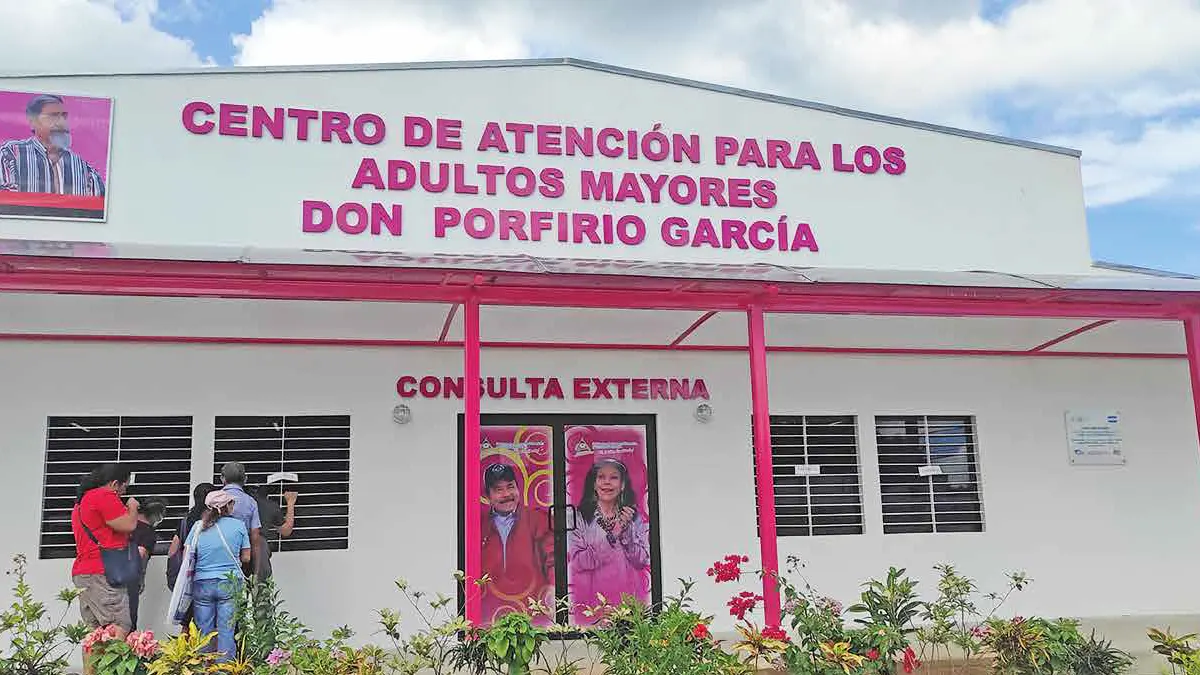 CENTRO DE ATENCIÓN PARA LOS
ADULTOS MAYORES
DON PORFIRIO GARCÍA
CONSULTA EXTERNA